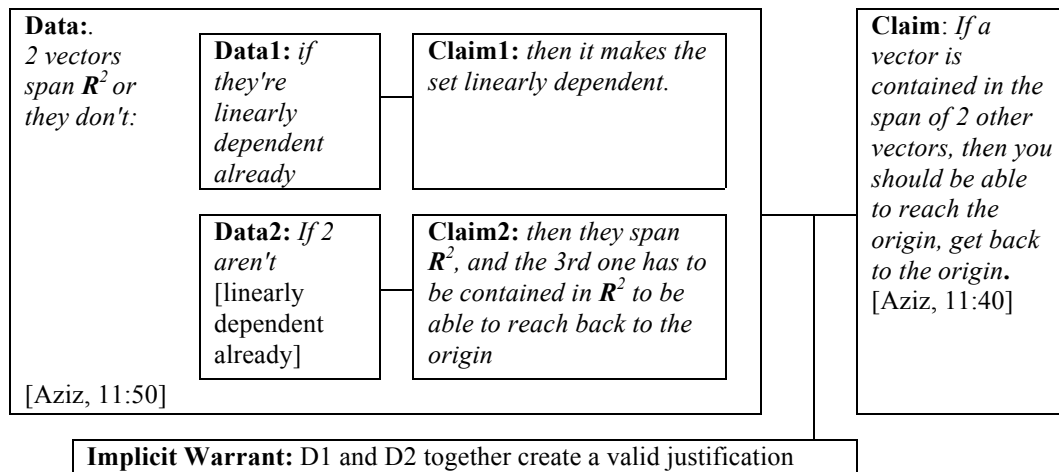 Data:.
2 vectors
span R² or
they don't:
Data1: if
they're
linearly
dependent
already
Claim1: then it makes the
set linearly dependent.
Data2: If 2
aren't
[linearly
dependent
already]
Claim2: then they span
R², and the 3rd one has to
be contained in R² to be
able to reach back to the
origin
[Aziz, 11:50]
Claim: If a
vector is
contained in the
span of 2 other
vectors, then you
should be able
to reach the
origin, get back
to the origin.
[Aziz, 11:40]
Implicit Warrant: D1 and D2 together create a valid justification